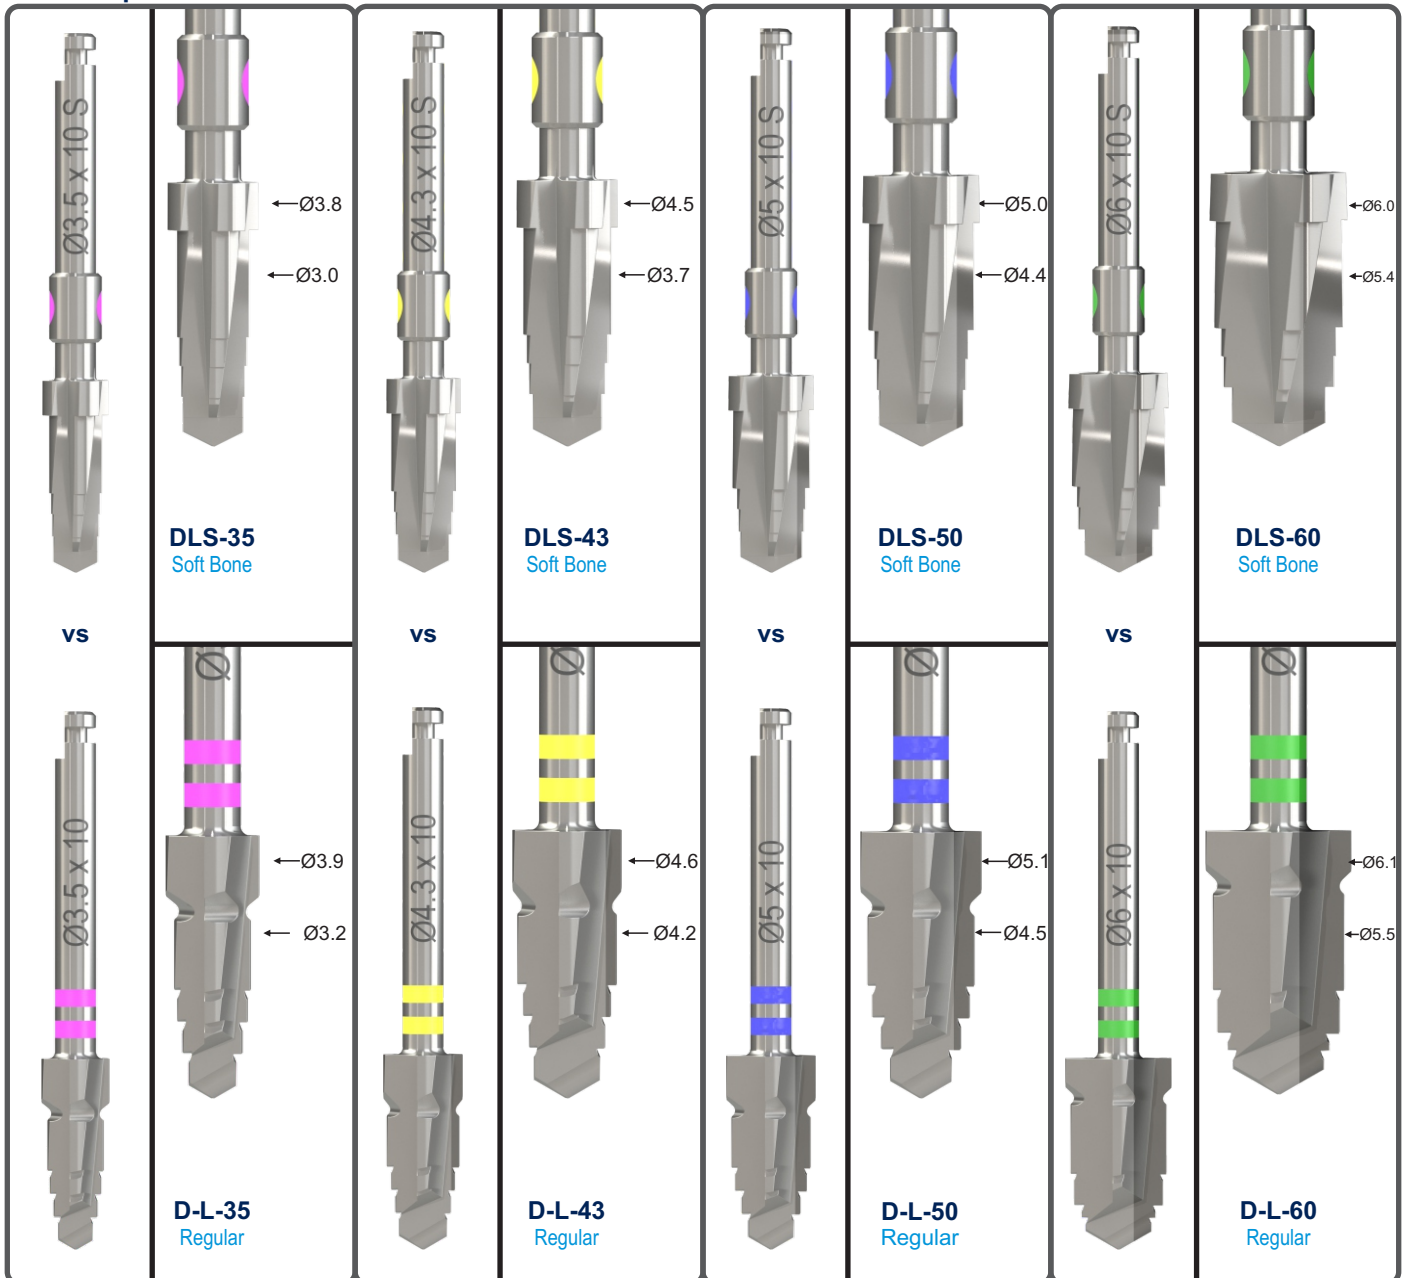 Ø3.5 x 10 S
Ø3.8
Ø3.0
DLS-35
Soft Bone
vs
Ø3.5 x 10
Ø
Ø3.9
Ø3.2
D-L-35
Regular
Ø4.3 x 10 S
Ø4.5
Ø3.7
DLS-43
Soft Bone
vs
Ø4.3 x 10
Ø
Ø4.6
Ø4.2
D-L-43
Regular
Ø5 x 10 S
Ø5.0
Ø4.4
DLS-50
Soft Bone
vs
Ø5 x 10
Ø
Ø5.1
Ø4.5
D-L-50
Regular
Ø6 x 10 S
Ø6.0
Ø5.4
DLS-60
Soft Bone
vs
Ø6 x 10
Ø
Ø6.1
Ø5.5
D-L-60
Regular